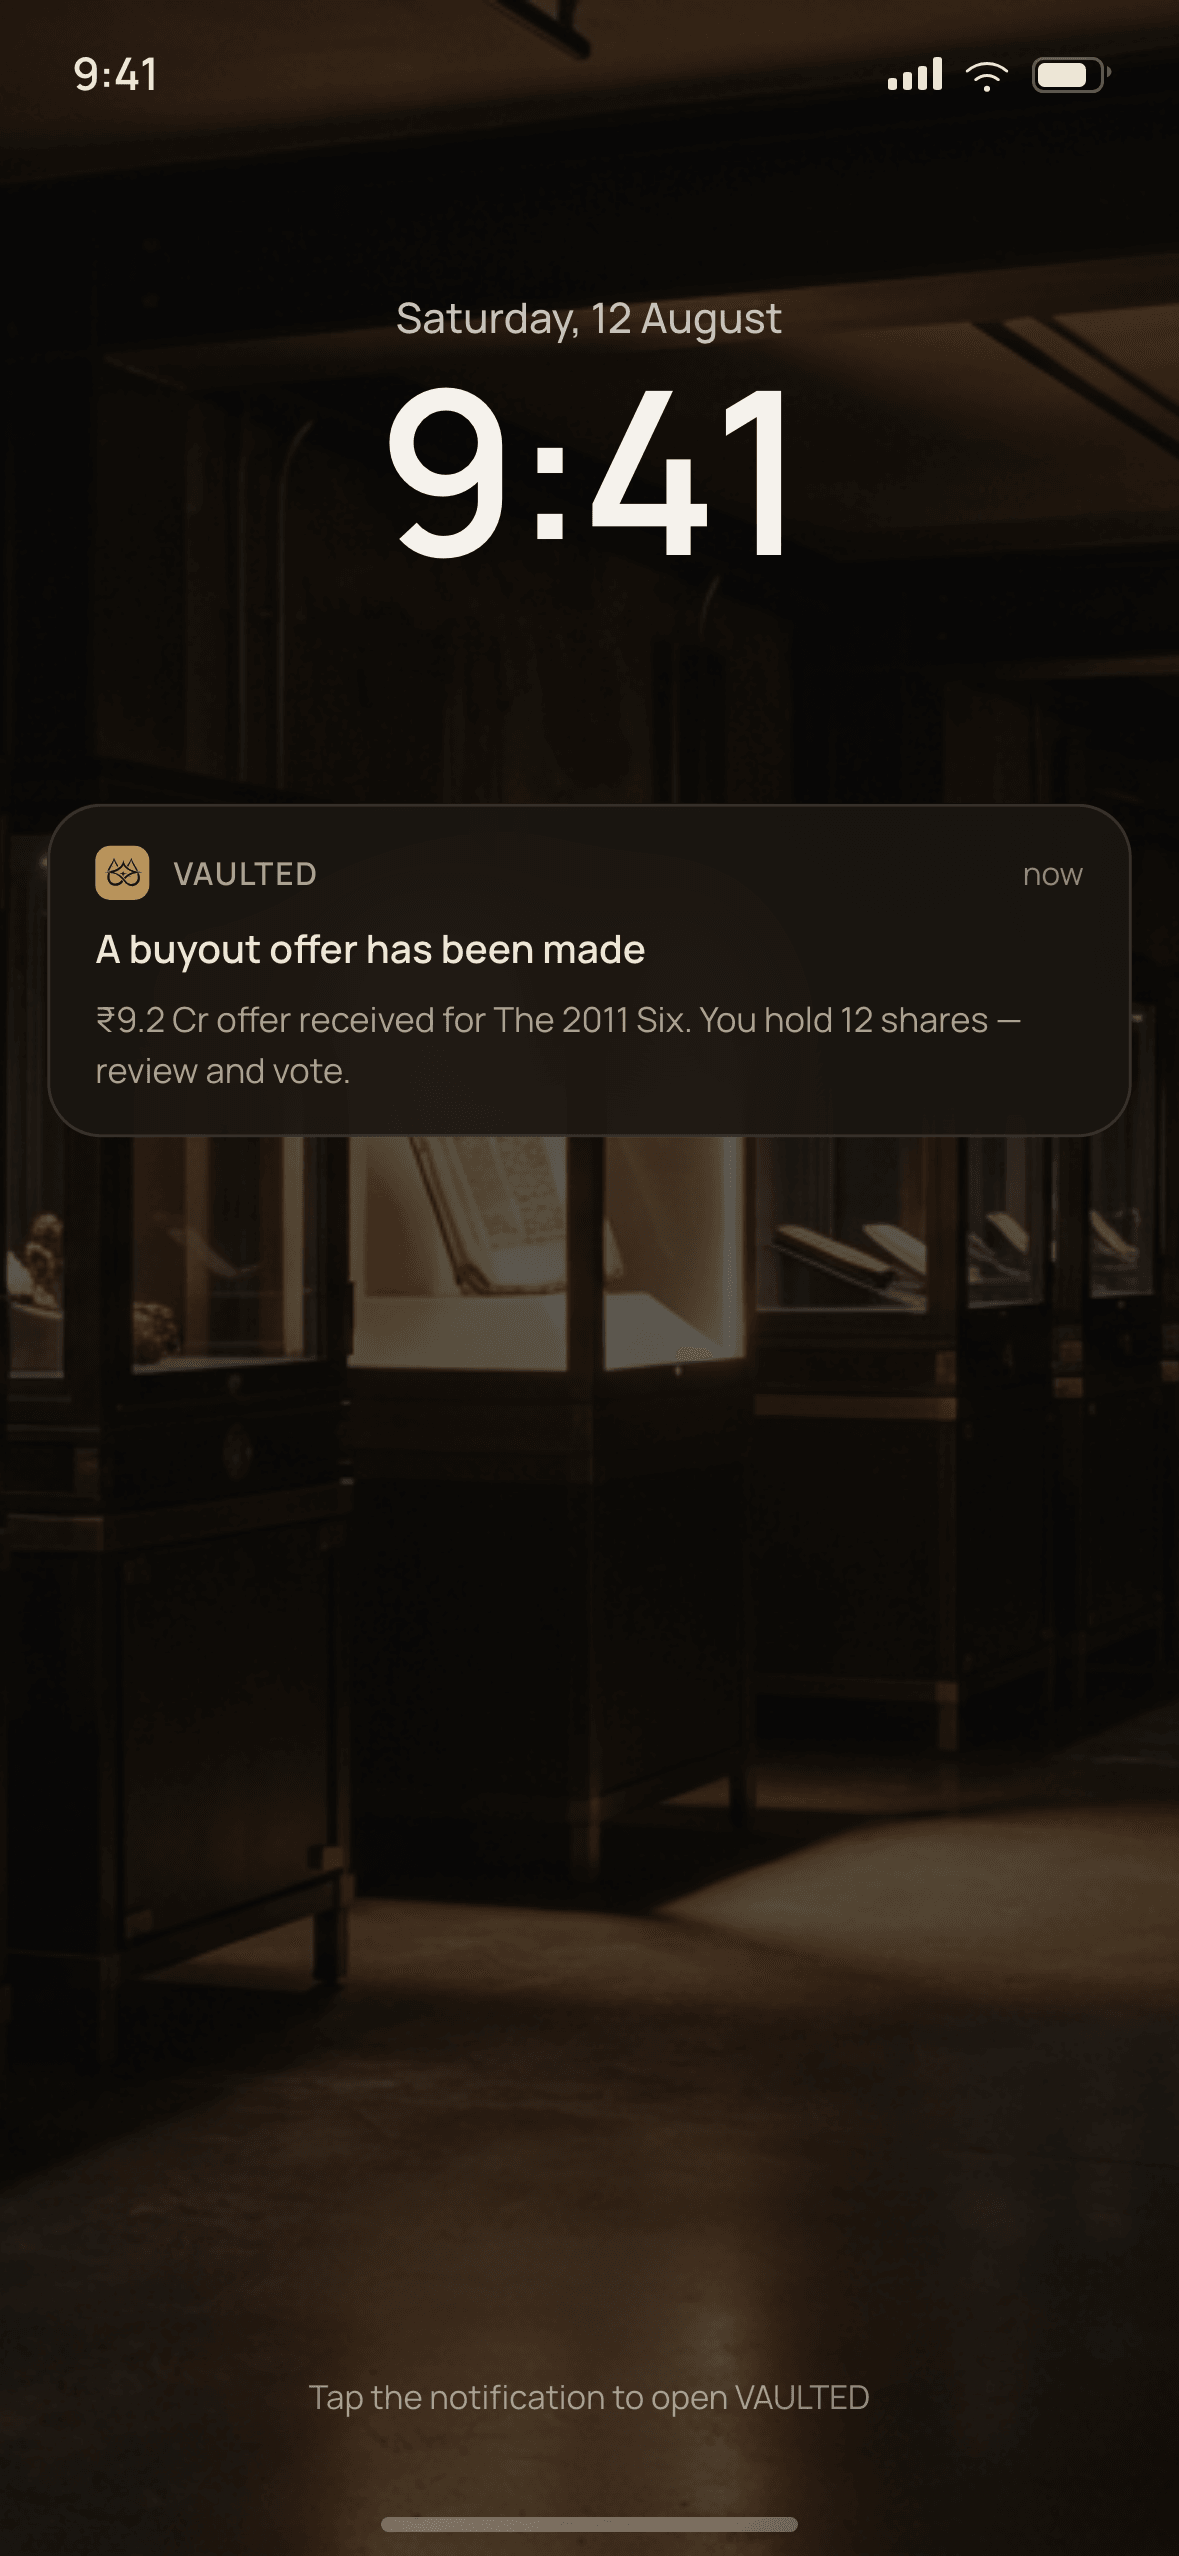 9:41
Saturday, 12 August
9:41
VAULTED
now
A buyout offer has been made
₹9.2 Cr offer received for The 2011 Six. You hold 12 shares —
review and vote.
Tap the notification to open VAULTED